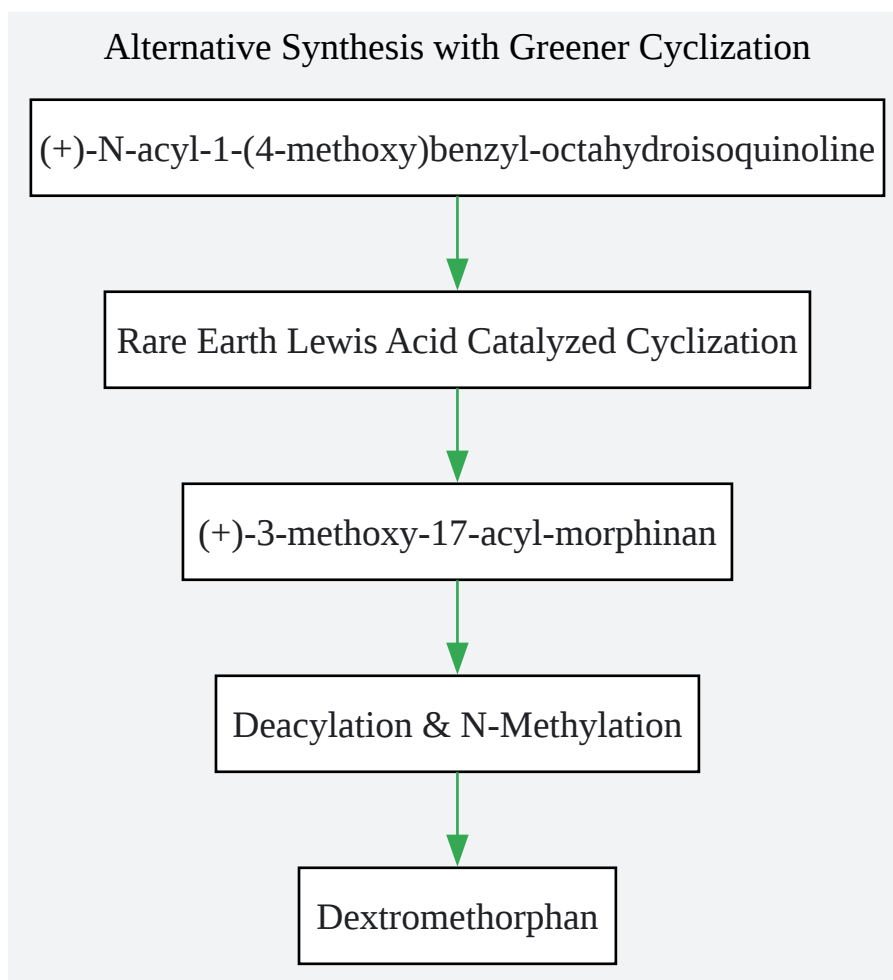 Alternative Synthesis with Greener Cyclization
(+)-N-acyl-1-(4-methoxy)benzyl-octahydroisoquinoline
Rare Earth Lewis Acid Catalyzed Cyclization
(+)-3-methoxy-17-acyl-morphinan
Deacylation & N-Methylation
Dextromethorphan